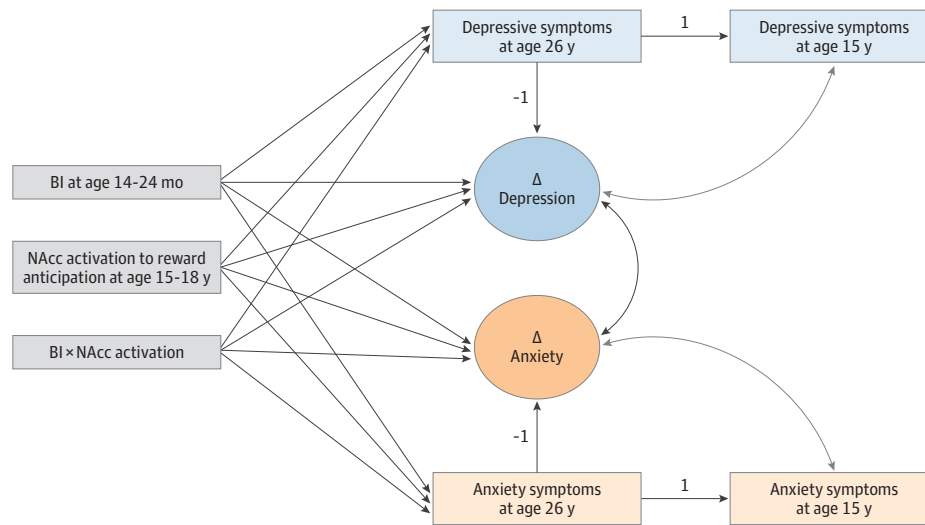 Depressive symptoms
at age 26 y
1
Depressive symptoms
at age 15 y
-1
BI at age 14-24 mo
Δ
Depression
NAcc activation to reward
anticipation at age 15-18 y
BI × NAcc activation
Δ
Anxiety
-1
Anxiety symptoms
at age 26 y
1
Anxiety symptoms
at age 15 y